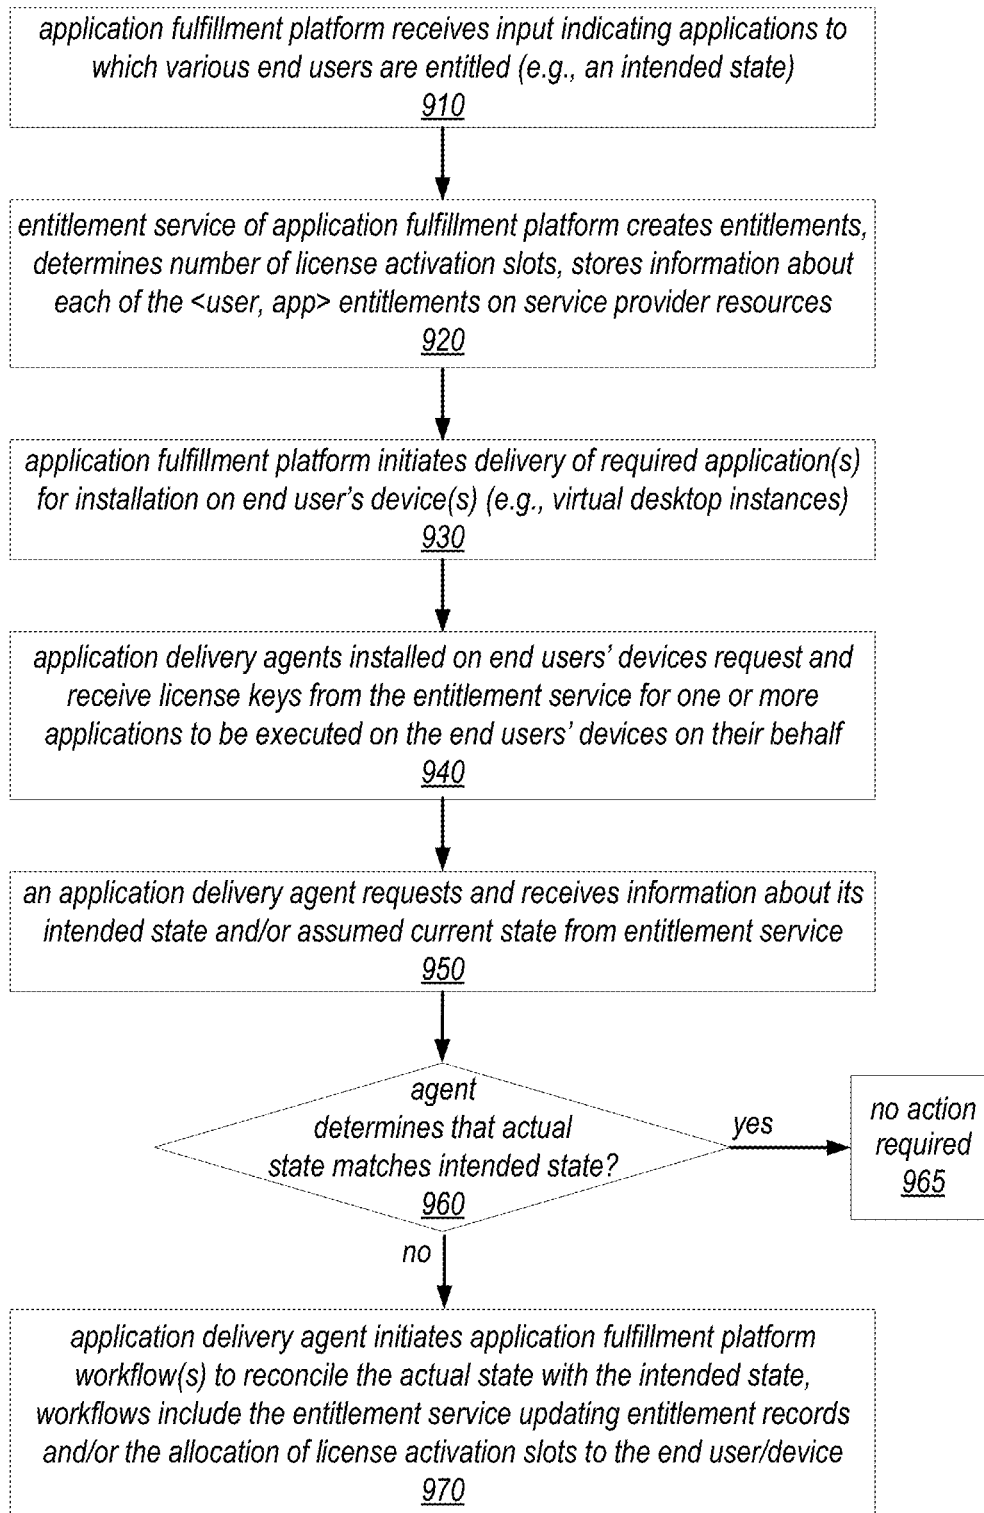 application fulfillment platform receives input indicating applications to
which various end users are entitled (e.g., an intended state)
910
entitlement service of application fulfillment platform creates entitlements,
determines number of license activation slots, stores information about
each of the <user, app> entitlements on service provider resources
920
application fulfillment platform initiates delivery of required application(s)
for installation on end user's device(s) (e.g., virtual desktop instances)
930
application delivery agents installed on end users' devices request and
receive license keys from the entitlement service for one or more
applications to be executed on the end users' devices on their behalf
940
an application delivery agent requests and receives information about its
intended state and/or assumed current state from entitlement service
950
agent
determines that actual
state matches intended state?
960
yes
no action
required
965
no
application delivery agent initiates application fulfillment platform
workflow(s) to reconcile the actual state with the intended state,
workflows include the entitlement service updating entitlement records
and/or the allocation of license activation slots to the end user/device
970